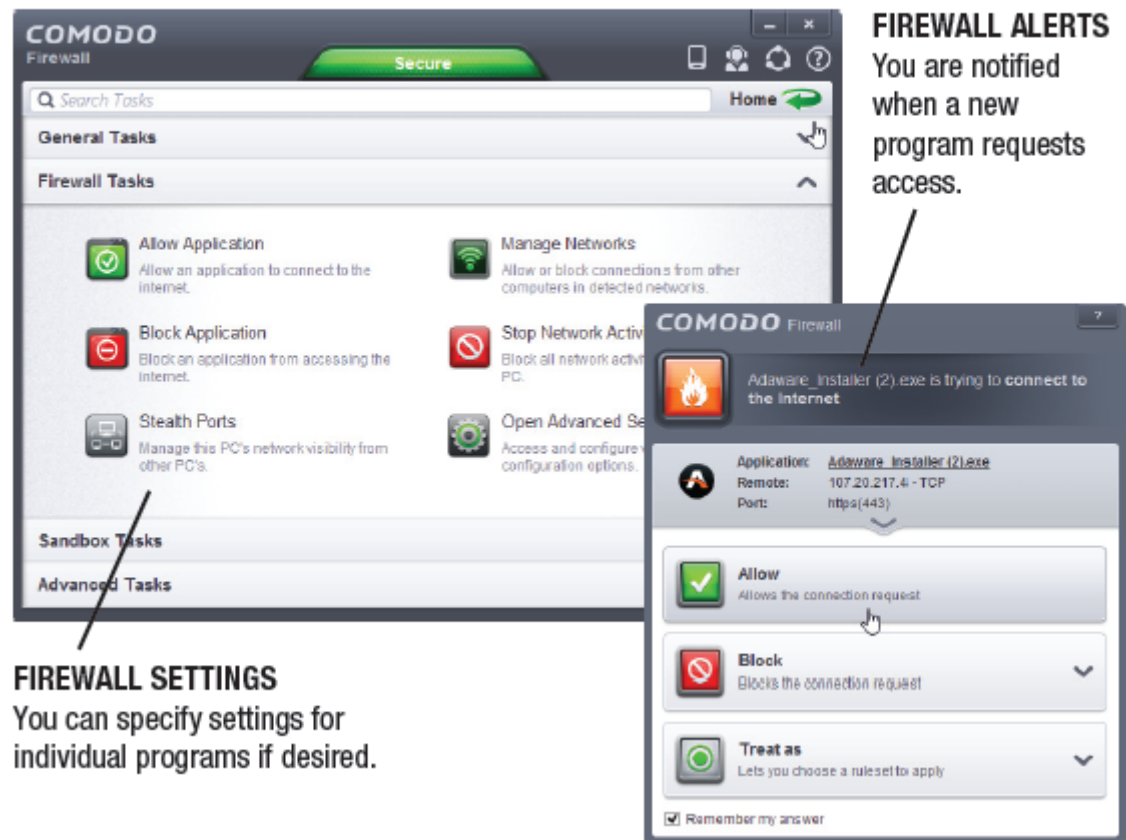 COMODO
Firewall
Secure
Search Tasks
Home
General Tasks
Firewall Tasks
Allow Application
Allow an application to connect to the
internet.
Manage Networks
Allow or block connections from other
computers in detected networks.
Block Application
Block an application from accessing the
internet.
Stop Network Activ
Block all network activi
PC.
Stealth Ports
Manage this PC's network visibility from
other PC's.
Open Advanced Se
Access and configure
configuration options.
Sandbox Tasks
Advanced Tasks
FIREWALL ALERTS
You are notified
when a new
program requests
access.
COMODO Firewall
?
Adaware_Installer (2).exe is trying to connect to
the Internet
Application: Adaware_Installer (2).exe
Remote: 107.20.217.4 - TCP
Port: https(443)
Allow
Allows the connection request
Block
Blocks the connection request
Treat as
Lets you choose a ruleset to apply
Remember my answer
FIREWALL SETTINGS
You can specify settings for
individual programs if desired.